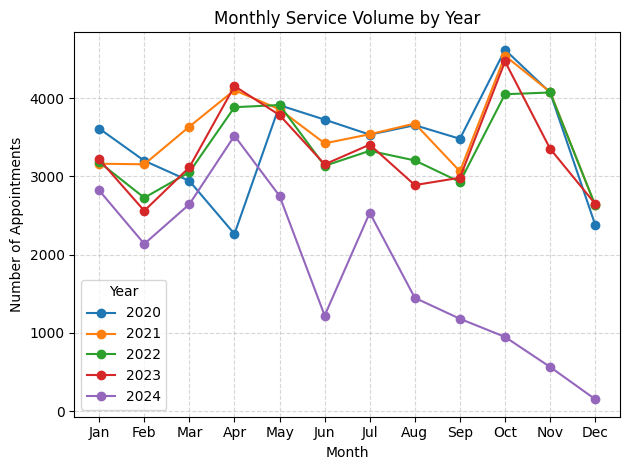 Monthly Service Volume by Year
Number of Appointments
4000
3000
2000
1000
0
Year
2020
2021
2022
2023
2024
Jan Feb Mar Apr May Jun Jul Aug Sep Oct Nov Dec
Month